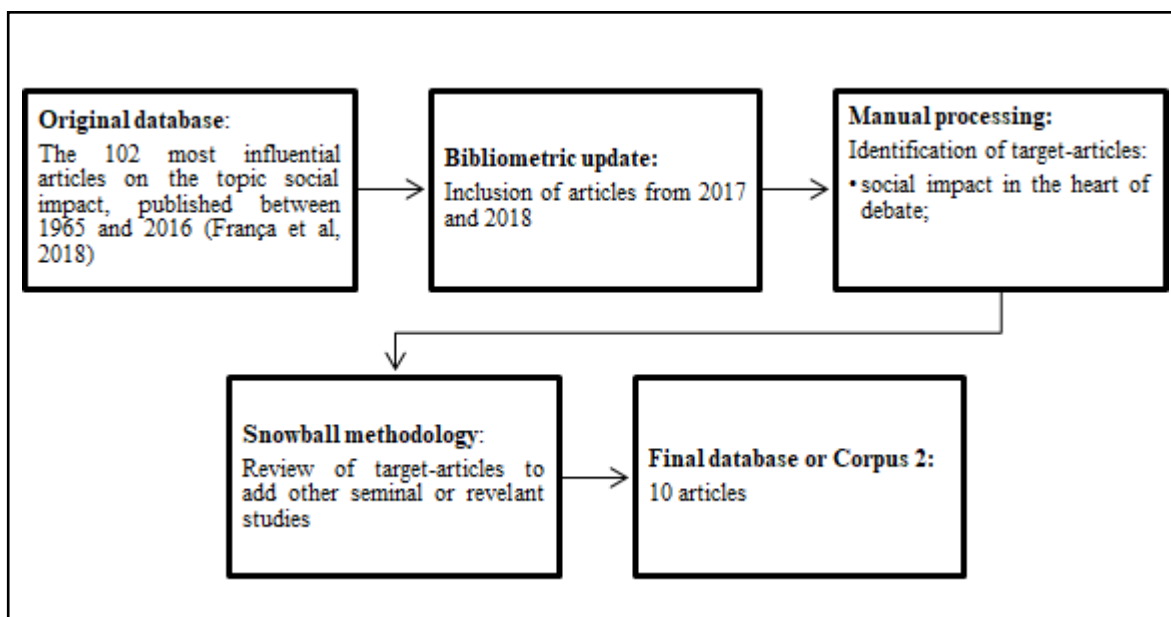 Original database:
The 102 most influential
articles on the topic social
impact, published between
1965 and 2016 (França et al,
2018)
Bibliometric update:
Inclusion of articles from 2017
and 2018
Manual processing:
Identification of target-articles:
•social impact in the heart of
debate;
Snowball methodology:
Review of target-articles to
add other seminal or revelant
studies
Final database or Corpus 2:
10 articles